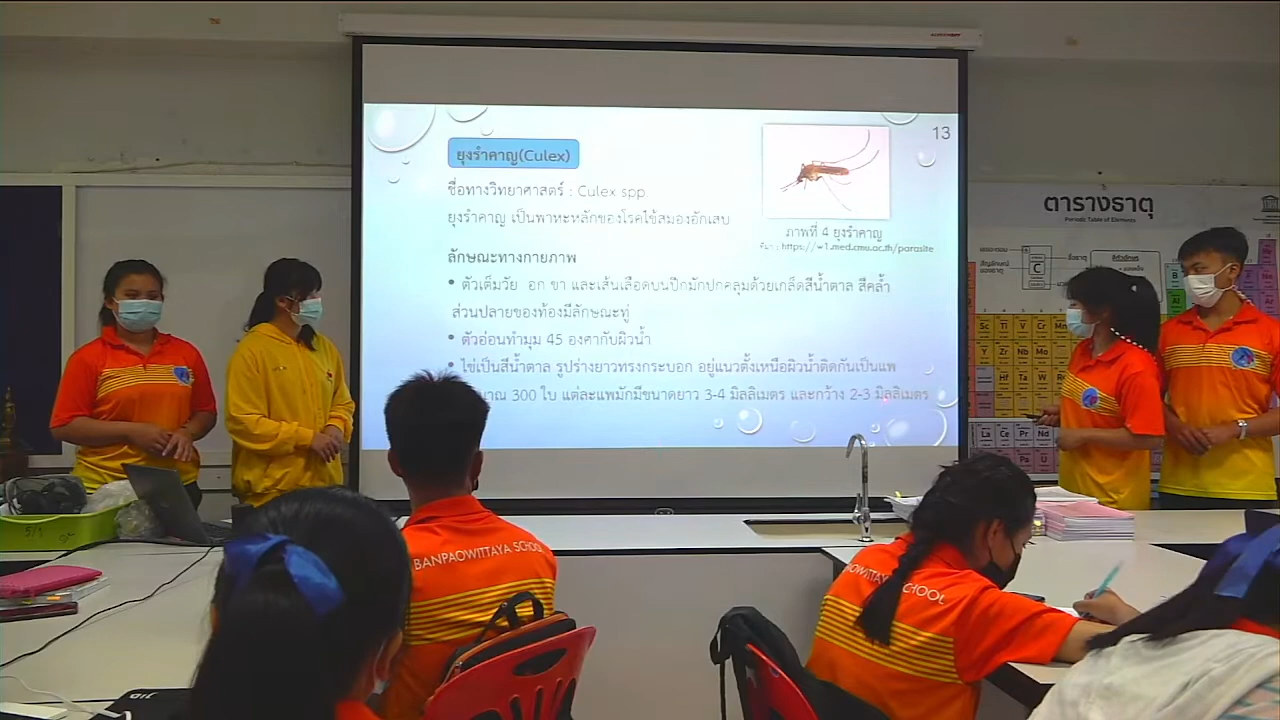 13
ยุงรำคาญ(Culex)
ชื่อทางวิทยาศาสตร์ : Culex spp.
ยุงรำคาญ เป็นพาหะหลักของโรคไข้สมองอักเสบ
ภาพที่ 4 ยุงรำคาญ
ที่มา : https://w1.med.cmu.ac.th/parasite
ลักษณะทางกายภาพ
• ตัวเต็มวัย อก ขา และเส้นเลือดบนปีกมักปกคลุมด้วยเกล็ดสีน้ำตาล สีคล้ำ
ส่วนปลายของท้องมีลักษณะทู่
• ตัวอ่อนทำมุม 45 องศากับผิวน้ำ
• ไข่เป็นสีน้ำตาล รูปร่างยาวทรงกระบอก อยู่แนวตั้งเหนือผิวน้ำติดกันเป็นแพ
300 ใบ แต่ละแพมักมีขนาดยาว 3-4 มิลลิเมตร และกว้าง 2-3 มิลลิเมตร
ตารางธาตุ
Periodic Table of Elements
C
Sc Ti V Cr Mn
Y Zr Nb Mo
Hf Ta W Re
La Ce Pr Nd
Pa U
B
Al
BANPAOWITTAYA SCHOOL
SCHOOL
5/1